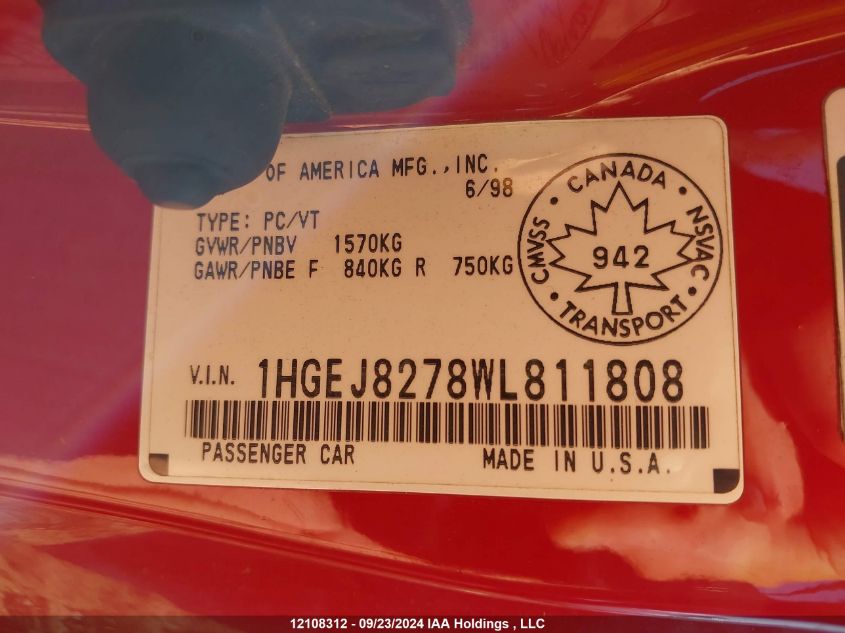 OF AMERICA MFG., INC.
6/98
TYPE: PC/VT
GVWR/PNBV 1570KG
GAWR/PNBE F 840KG R 750KG
CANADA
CMVSS
NSVAC
942
TRANSPORT
V.I.N. 1HGEJ8278WL811808
PASSENGER CAR MADE IN U.S.A.
12108312 - 09/23/2024 IAA Holdings , LLC